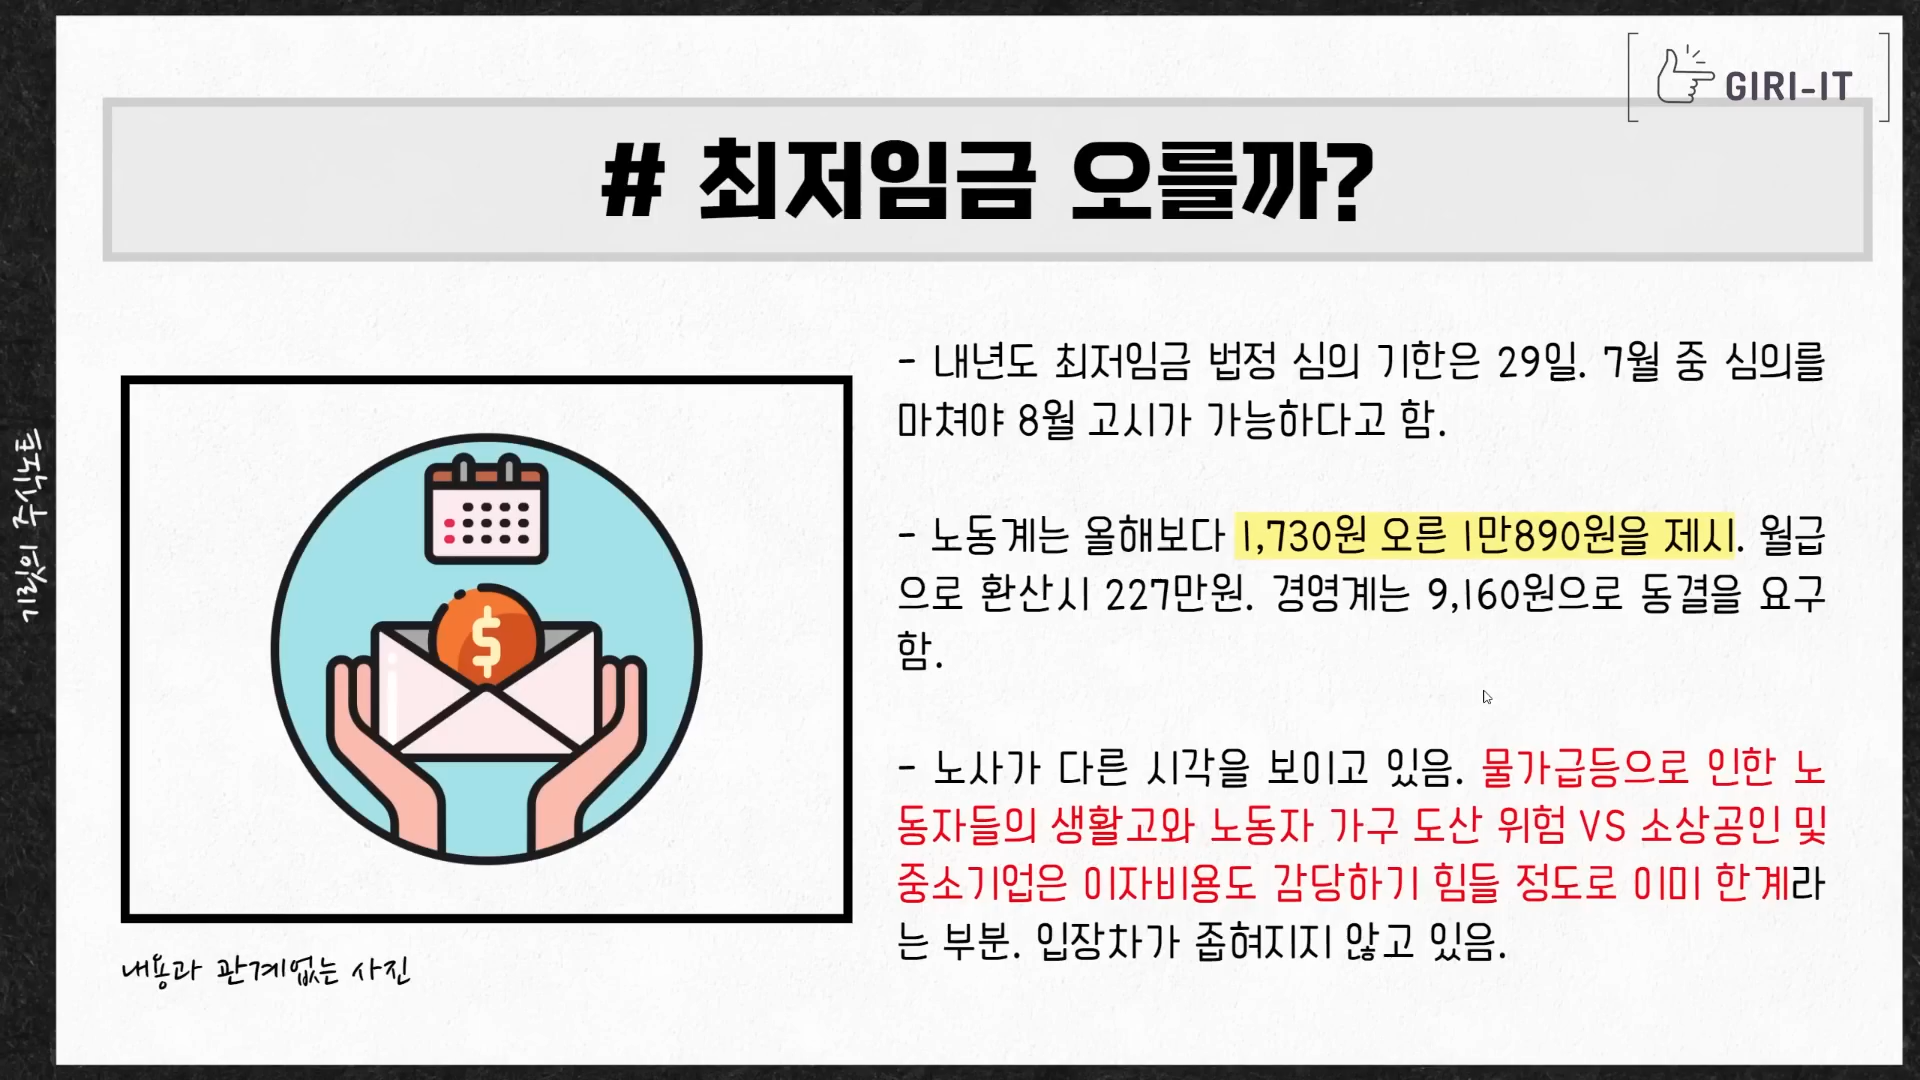 GIRI-IT
# 최저임금 오를까?
- 내년도 최저임금 법정 심의 기한은 29일. 7월 중 심의를
마쳐야 8월 고시가 가능하다고 함.
- 노동계는 올해보다 1,730원 오른 1만890원을 제시. 월급
으로 환산시 227만원. 경영계는 9,160원으로 동결을 요구
함.
- 노사가 다른 시각을 보이고 있음. 물가급등으로 인한 노
동자들의 생활고와 노동자 가구 도산 위험 VS 소상공인 및
중소기업은 이자비용도 감당하기 힘들 정도로 이미 한계라
는 부분. 입장차가 좁혀지지 않고 있음.
$
내용과 관계없는 사진
기릿의 주식노트